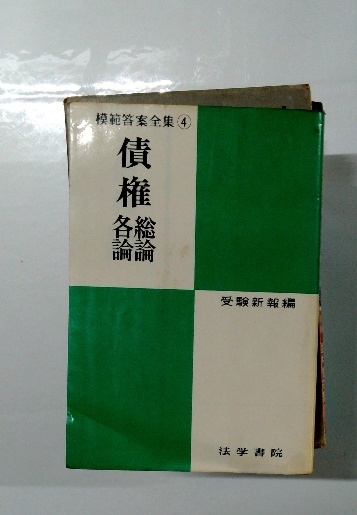 模範答案全集④
債権
総論
各論
受験新報編
法学書院